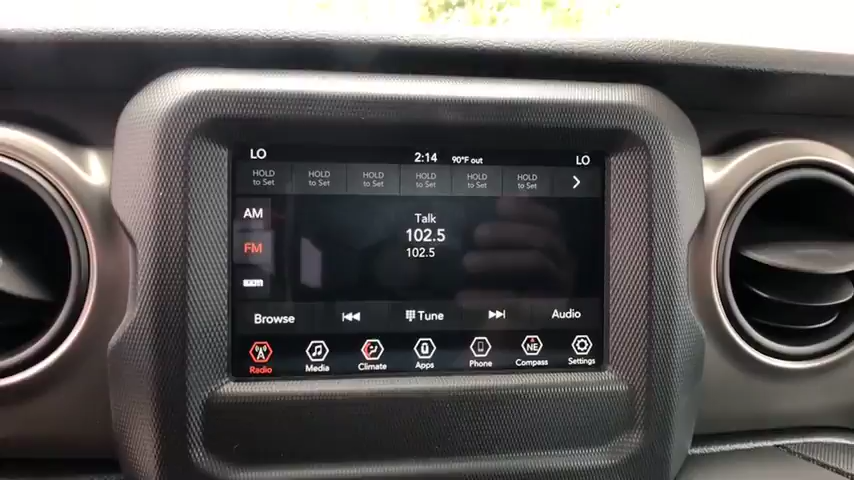 LO 2:14 90°F out LO
HOLD to Set HOLD to Set HOLD to Set HOLD to Set HOLD to Set HOLD to Set
AM
Talk
102.5
FM
102.5
Browse Tune Audio
Radio Media Climate Apps Phone NE Compass Settings